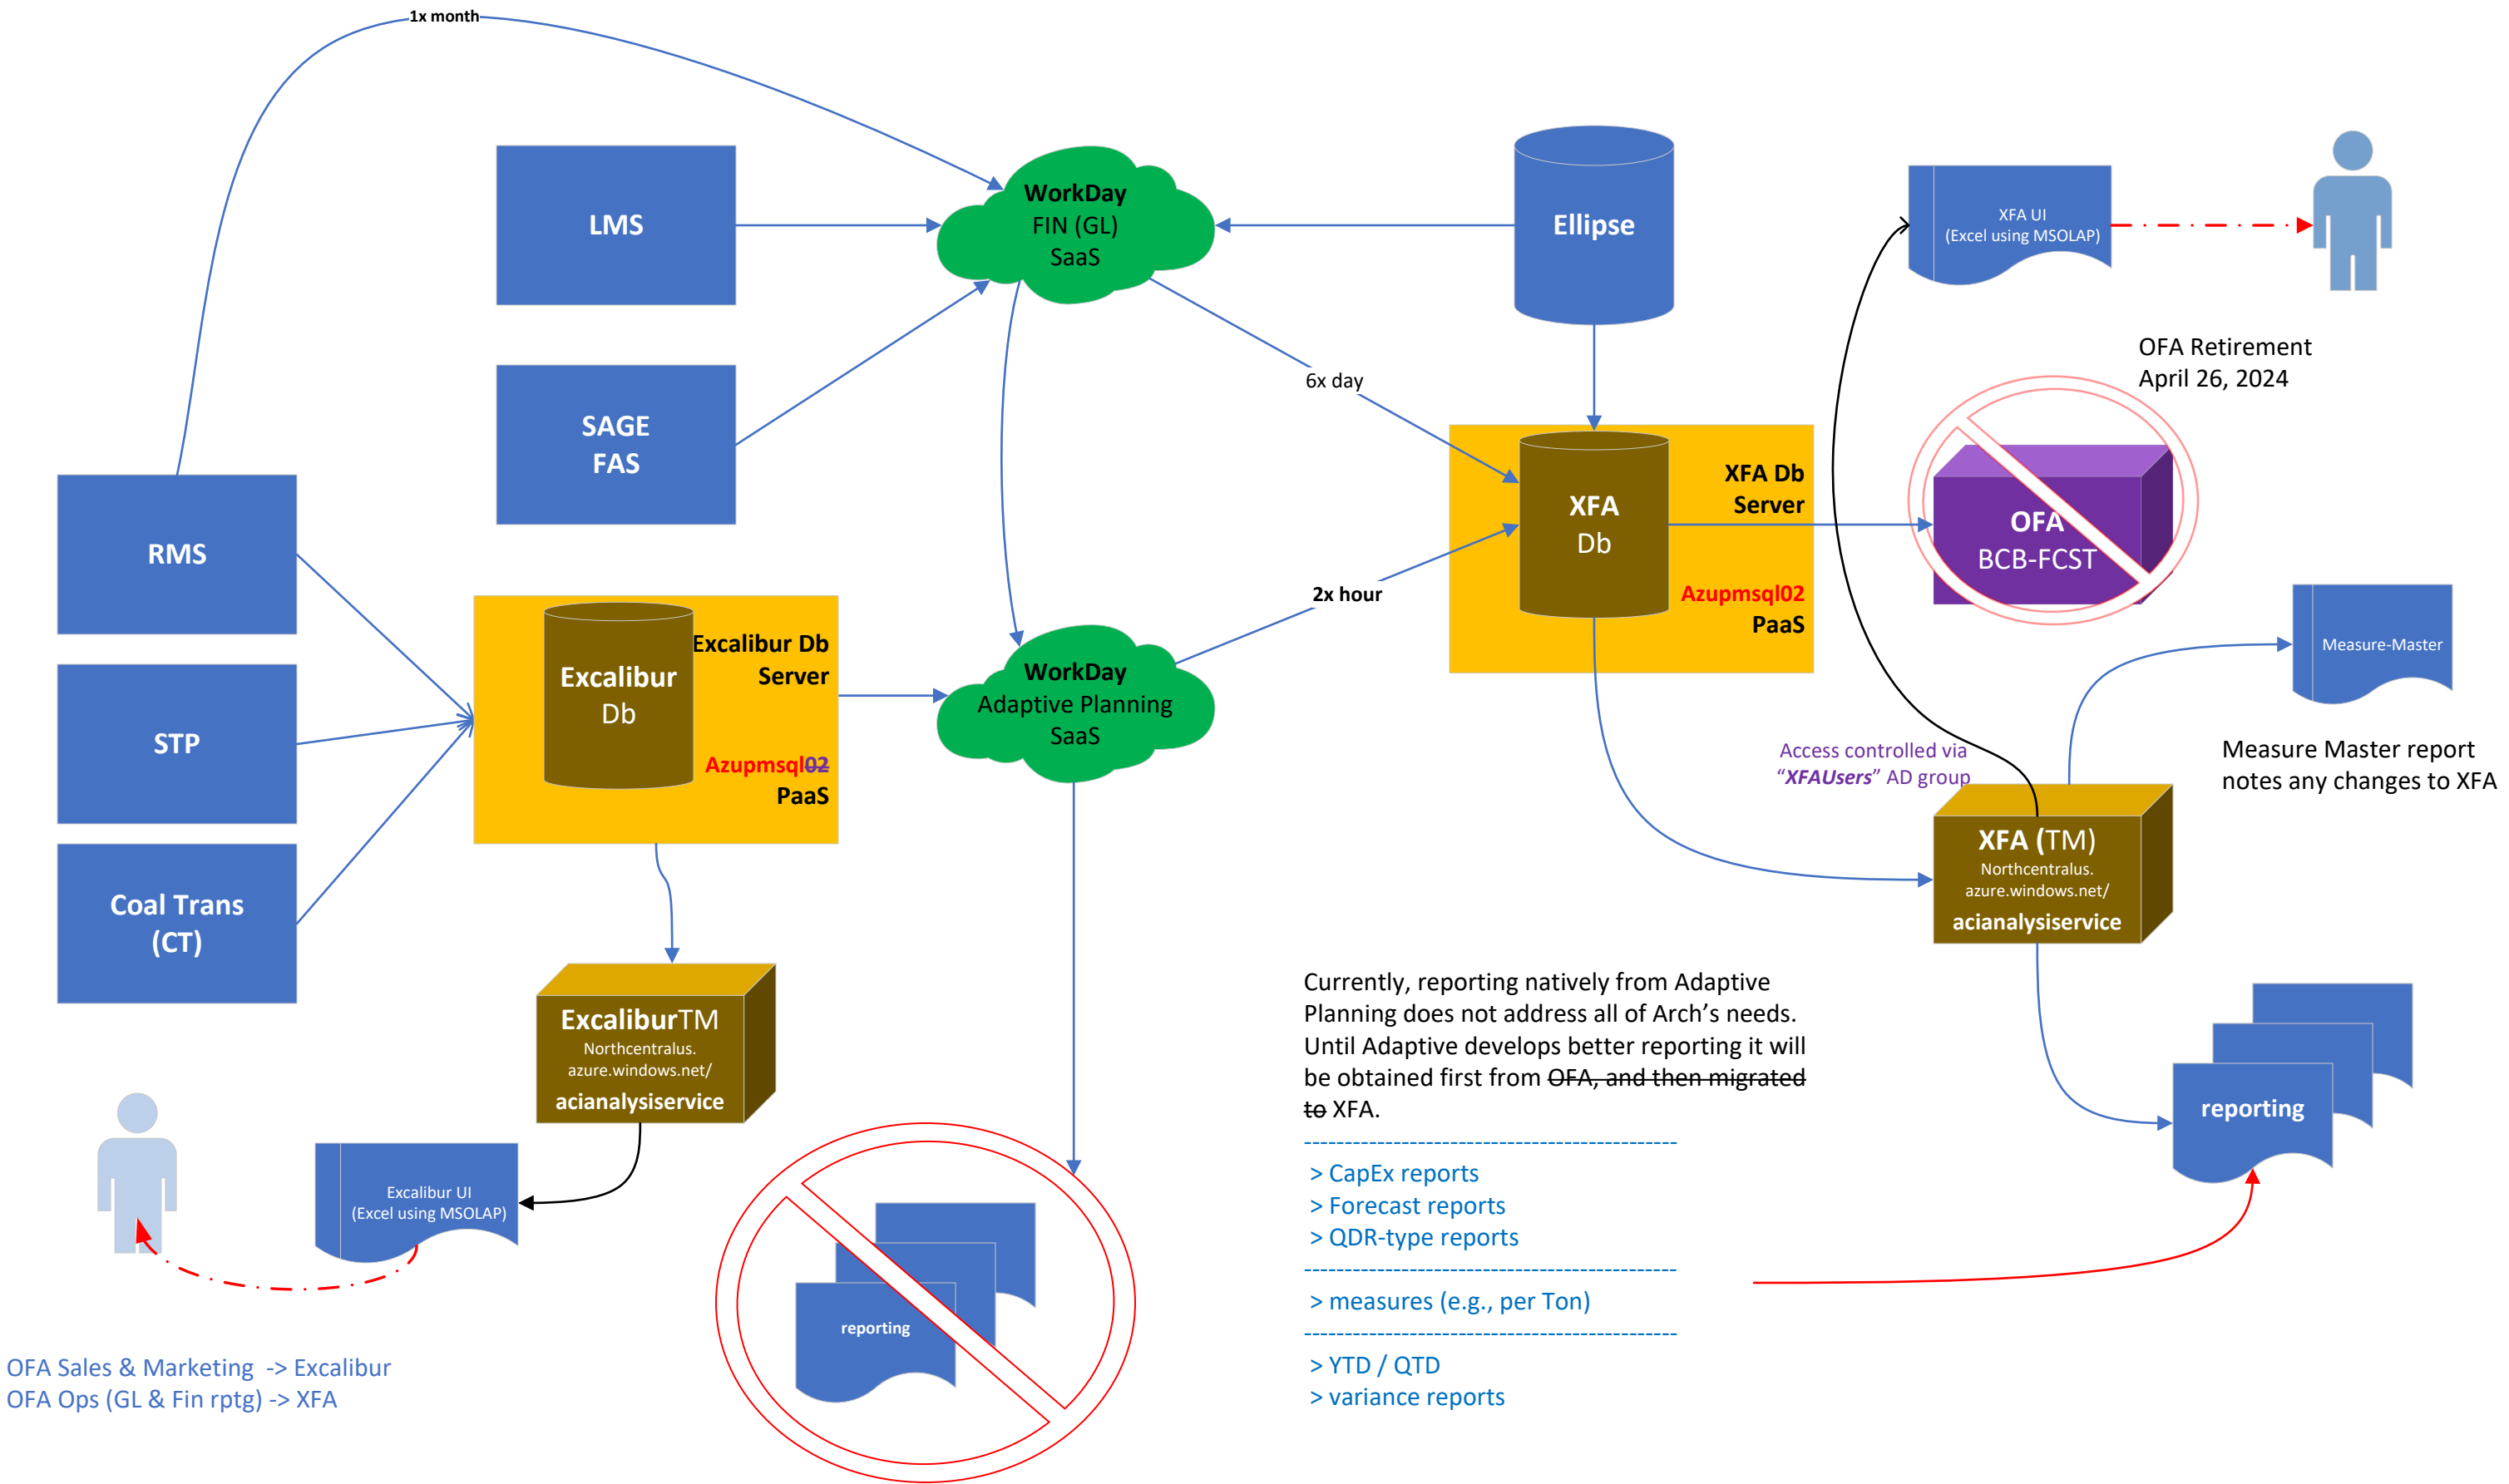 1x month
LMS
WorkDay
FIN (GL)
SaaS
Ellipse
XFA UI
(Excel using MSOLAP)
OFA Retirement
April 26, 2024
6x day
SAGE
FAS
RMS
XFA
Db
XFA Db
Server
Azupmsql02
PaaS
OFA
BCB-FCST
2x hour
Excalibur
Db
Excalibur Db
Server
Azupmsql02
PaaS
WorkDay
Adaptive Planning
SaaS
Measure-Master
STP
Access controlled via
“XFAUsers” AD group
Measure Master report
notes any changes to XFA
XFA (TM)
Northcentralus.
azure.windows.net/
acianalysiservice
Coal Trans
(CT)
ExcaliburTM
Northcentralus.
azure.windows.net/
acianalysiservice
Currently, reporting natively from Adaptive
Planning does not address all of Arch’s needs.
Until Adaptive develops better reporting it will
be obtained first from OFA, and then migrated
to XFA.
----------------------------------------------
> CapEx reports
> Forecast reports
> QDR-type reports
----------------------------------------------
> measures (e.g., per Ton)
----------------------------------------------
> YTD / QTD
> variance reports
reporting
Excalibur UI
(Excel using MSOLAP)
reporting
OFA Sales & Marketing -> Excalibur
OFA Ops (GL & Fin rptg) -> XFA